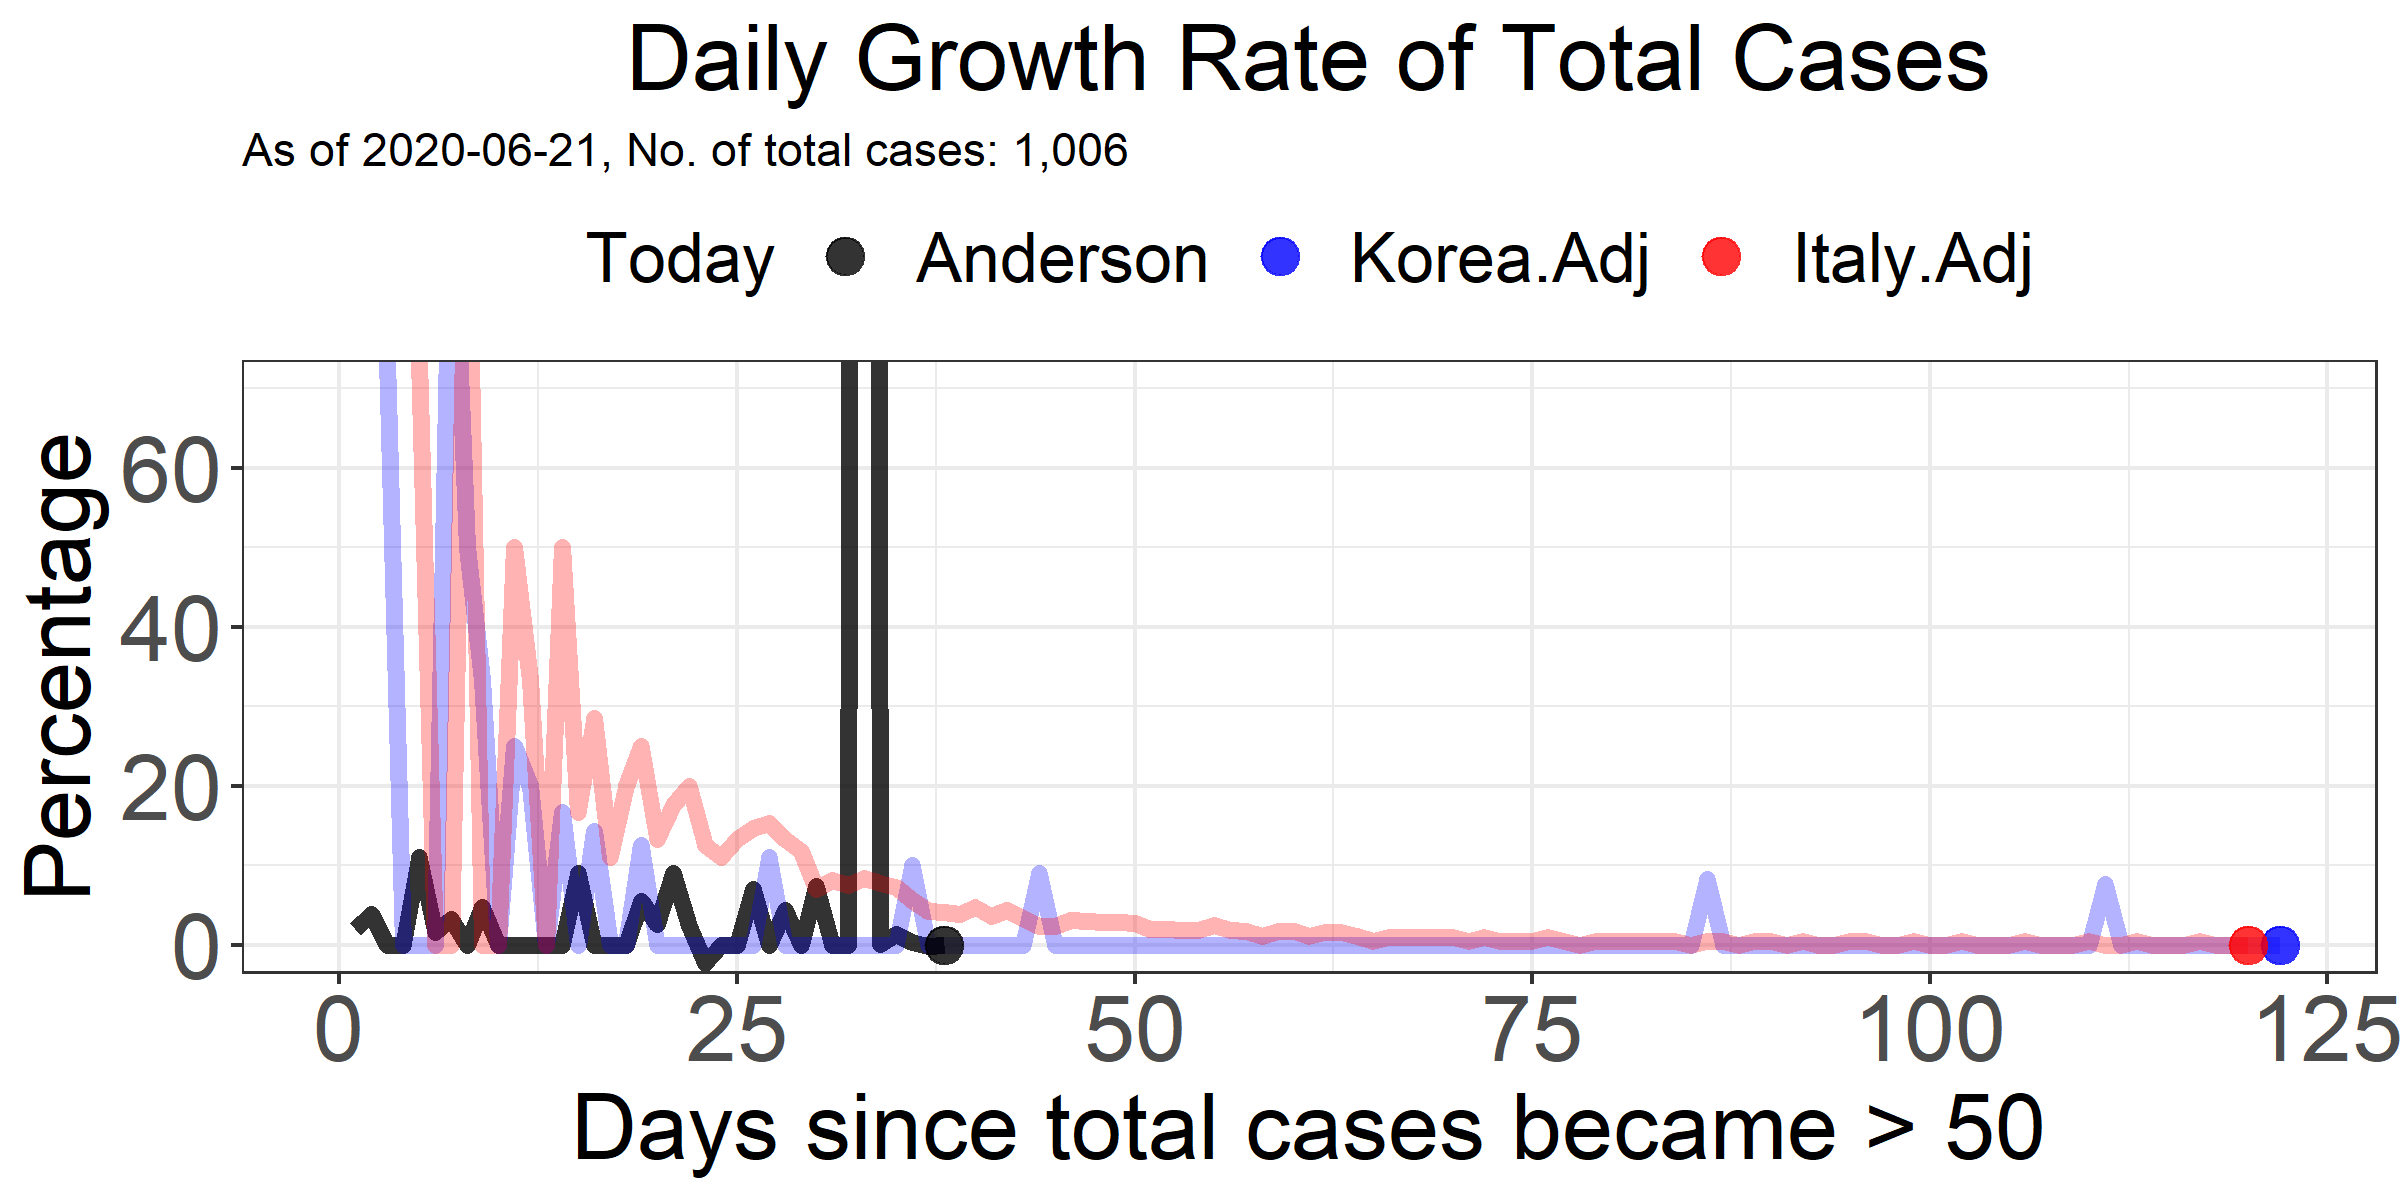 Daily Growth Rate of Total Cases
As of 2020-06-21, No. of total cases: 1,006
Today Anderson Korea.Adj Italy.Adj
Percentage
60
40
20
0
0 25 50 75 100 125
Days since total cases became > 50